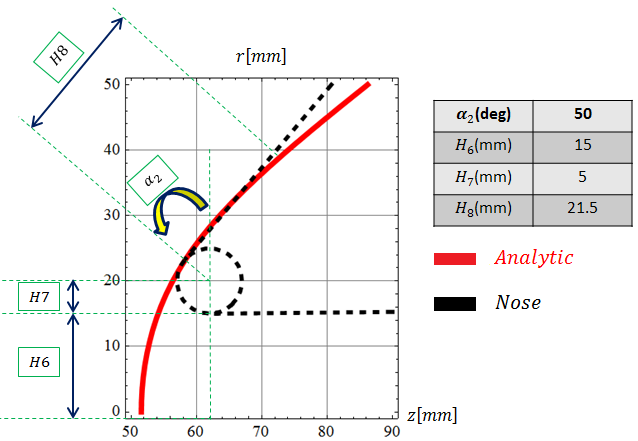 H8
r[mm]
α₂
H7
H6
50
40
30
20
10
0
50 60 70 80 90
z[mm]
α₂(deg) 50
H₆(mm) 15
H₇(mm) 5
H₈(mm) 21.5
Analytic
Nose